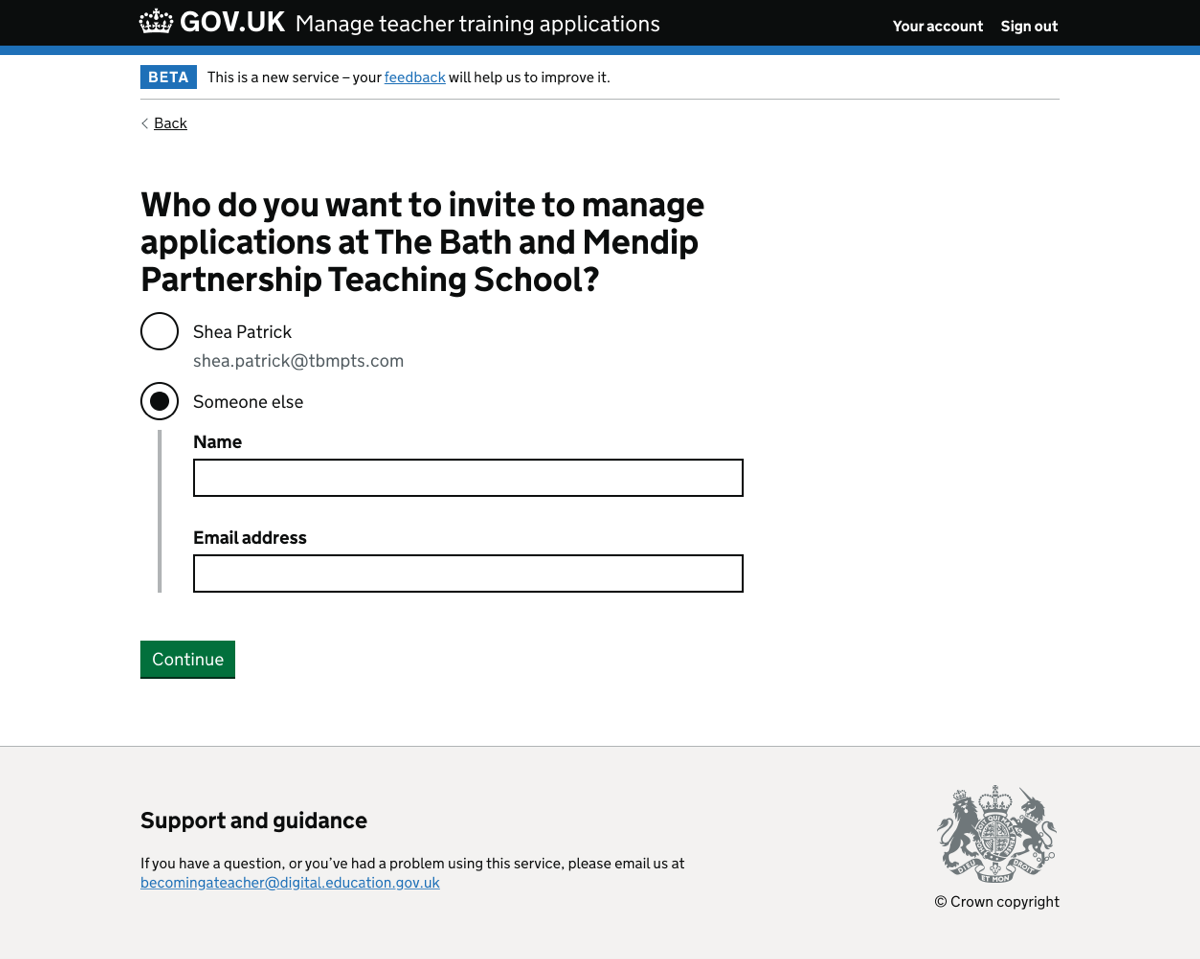 GOV.UK Manage teacher training applications
Your account Sign out
BETA This is a new service – your feedback will help us to improve it.
Back
Who do you want to invite to manage
applications at The Bath and Mendip
Partnership Teaching School?
Shea Patrick
shea.patrick@tbmpts.com
Someone else
Name
Email address
Continue
Support and guidance
If you have a question, or you’ve had a problem using this service, please email us at
becomingateacher@digital.education.gov.uk
DIEU ET MON DROIT
© Crown copyright